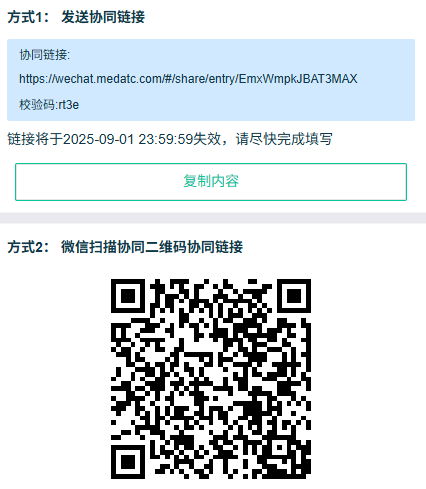 方式1： 发送协同链接
协同链接:
https://wechat.medatc.com/#/share/entry/EmxWmpkJBAT3MAX
校验码:rt3e
链接将于2025-09-01 23:59:59失效，请尽快完成填写
复制内容
方式2： 微信扫描协同二维码协同链接